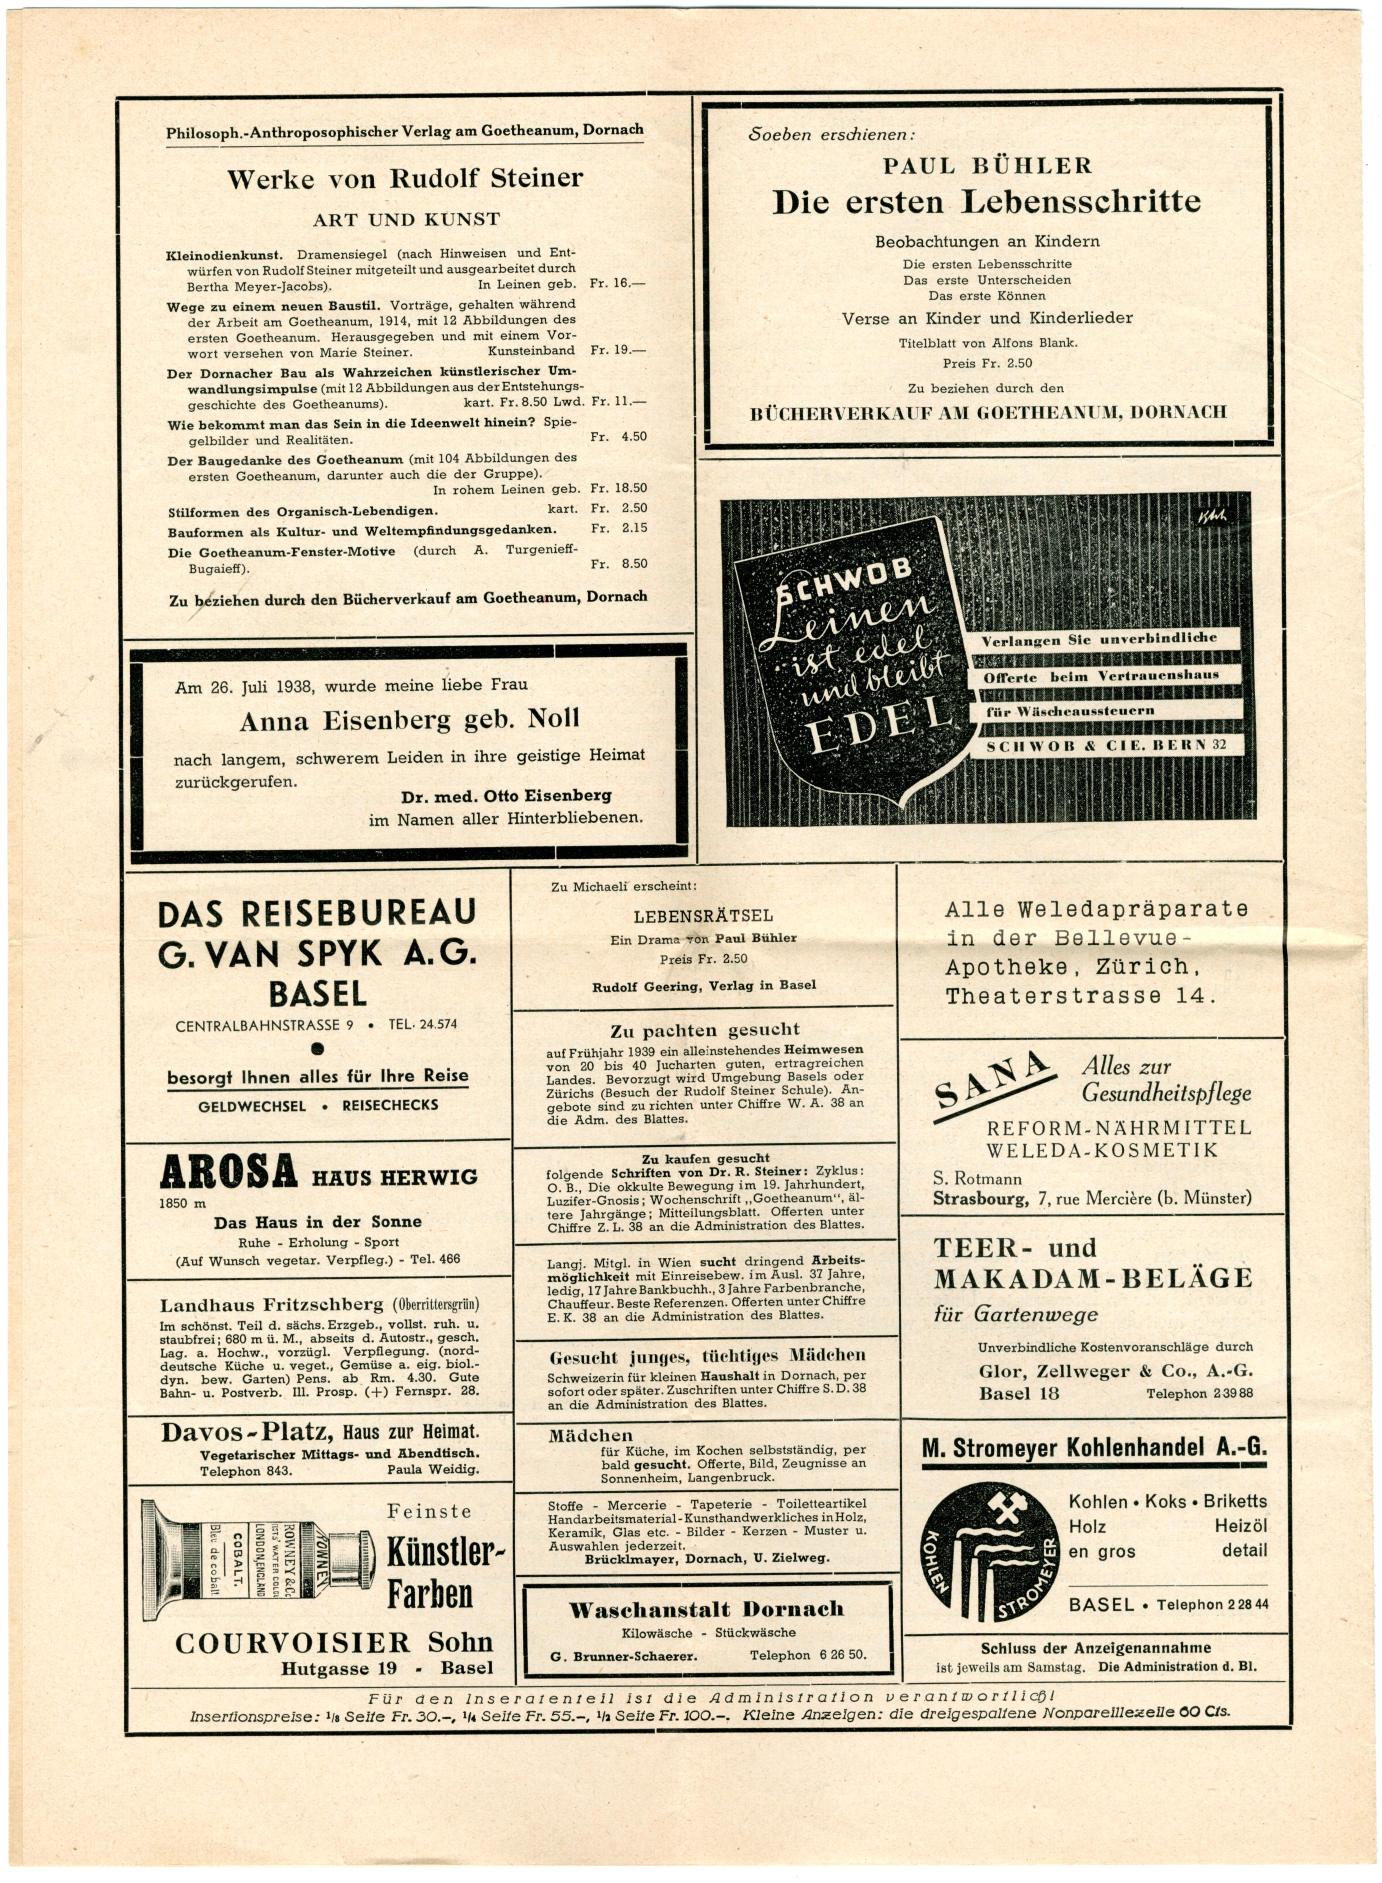 Philosoph.-Anthroposophischer Verlag am Goetheanum, Dornach
Werke von Rudolf Steiner
ART UND KUNST
Kleinodienkunst. Dramensiegel (nach Hinweisen und Ent-
würfen von Rudolf Steiner mitgeteilt und ausgearbeitet durch
Bertha Meyer-Jacobs). In Leinen geb. Fr. 16.—
Wege zu einem neuen Baustil. Vorträge, gehalten während
der Arbeit am Goetheanum, 1914, mit 12 Abbildungen des
ersten Goetheanum. Herausgegeben und mit einem Vor-
wort versehen von Marie Steiner. Kunsteinband Fr. 19.—
Der Dornacher Bau als Wahrzeichen künstlerischer Um-
wandlungsimpulse (mit 12 Abbildungen aus der Entstehungs-
geschichte des Goetheanums). kart. Fr. 8.50 Lwd. Fr. 11.—
Wie bekommt man das Sein in die Ideenwelt hinein? Spie-
gelbilder und Realitäten. Fr. 4.50
Der Baugedanke des Goetheanum (mit 104 Abbildungen des
ersten Goetheanum, darunter auch die der Gruppe).
In rohem Leinen geb. Fr. 18.50
Stilformen des Organisch-Lebendigen. kart. Fr. 2.50
Bauformen als Kultur- und Weltempfindungsgedanken. Fr. 2.15
Die Goetheanum-Fenster-Motive (durch A. Turgenieff-
Bugaieff). Fr. 8.50
Zu beziehen durch den Bücherverkauf am Goetheanum, Dornach
Soeben erschienen:
PAUL BÜHLER
Die ersten Lebensschritte
Beobachtungen an Kindern
Die ersten Lebensschritte
Das erste Unterscheiden
Das erste Können
Verse an Kinder und Kinderlieder
Titelblatt von Alfons Blank.
Preis Fr. 2.50
Zu beziehen durch den
BÜCHERVERKAUF AM GOETHEANUM, DORNACH
SCHWOB
Leinen
ist edel
und bleibt
EDEL
Verlangen Sie unverbindliche
Offerte beim Vertrauenshaus
für Wäscheaussteuern
SCHWOB & CIE. BERN 32
Am 26. Juli 1938, wurde meine liebe Frau
Anna Eisenberg geb. Noll
nach langem, schwerem Leiden in ihre geistige Heimat
zurückgerufen.
Dr. med. Otto Eisenberg
im Namen aller Hinterbliebenen.
DAS REISEBUREAU
G. VAN SPYK A.G.
BASEL
CENTRALBAHNSTRASSE 9 • TEL. 24.574
besorgt Ihnen alles für Ihre Reise
GELDWECHSEL • REISECHECKS
AROSA HAUS HERWIG
1850 m
Das Haus in der Sonne
Ruhe - Erholung - Sport
(Auf Wunsch vegetar. Verpfleg.) - Tel. 466
Landhaus Fritzschberg (Oberrittersgrün)
Im schönst. Teil d. sächs. Erzgeb., vollst. ruh. u.
staubfrei; 680 m ü. M., abseits d. Autostr., gesch.
Lag. a. Hochw., vorzügl. Verpflegung. (nord-
deutsche Küche u. veget., Gemüse a. eig. biol.-
dyn. bew. Garten) Pens. ab Rm. 4.30. Gute
Bahn- u. Postverb. Ill. Prosp. (+) Fernspr. 28.
Davos-Platz, Haus zur Heimat.
Vegetarischer Mittags- und Abendtisch.
Telephon 843. Paula Weidig.
ROWNEY
ROWNEY & Co
LONDON, ENGLAND
COBALT.
Bleu de cobalt
Feinste
Künstler-
Farben
COURVOISIER Sohn
Hutgasse 19 - Basel
Zu Michaeli erscheint:
LEBENSRÄTSEL
Ein Drama von Paul Bühler
Preis Fr. 2.50
Rudolf Geering, Verlag in Basel
Zu pachten gesucht
auf Frühjahr 1939 ein alleinstehendes Heimwesen
von 20 bis 40 Jucharten guten, ertragreichen
Landes. Bevorzugt wird Umgebung Basels oder
Zürichs (Besuch der Rudolf Steiner Schule). An-
gebote sind zu richten unter Chiffre W. A. 38 an
die Adm. des Blattes.
Zu kaufen gesucht
folgende Schriften von Dr. R. Steiner: Zyklus:
O. B., Die okkulte Bewegung im 19. Jahrhundert,
Luzifer-Gnosis; Wochenschrift „Goetheanum", äl-
tere Jahrgänge; Mitteilungsblatt. Offerten unter
Chiffre Z. L. 38 an die Administration des Blattes.
Langj. Mitgl. in Wien sucht dringend Arbeits-
möglichkeit mit Einreisebew. im Ausl. 37 Jahre,
ledig, 17 Jahre Bankbuchh., 3 Jahre Farbenbranche,
Chauffeur. Beste Referenzen. Offerten unter Chiffre
E. K. 38 an die Administration des Blattes.
Gesucht junges, tüchtiges Mädchen
Schweizerin für kleinen Haushalt in Dornach, per
sofort oder später. Zuschriften unter Chiffre S. D. 38
an die Administration des Blattes.
Mädchen
für Küche, im Kochen selbstständig, per
bald gesucht. Offerte, Bild, Zeugnisse an
Sonnenheim, Langenbruck.
Stoffe - Mercerie - Tapeterie - Toiletteartikel
Handarbeitsmaterial - Kunsthandwerkliches in Holz,
Keramik, Glas etc. - Bilder - Kerzen - Muster u.
Auswahlen jederzeit.
Brücklmayer, Dornach, U. Zielweg.
Waschanstalt Dornach
Kilowäsche - Stückwäsche
G. Brunner-Schaerer. Telephon 6 26 50.
Alle Weledapräparate
in der Bellevue-
Apotheke, Zürich,
Theaterstrasse 14.
SANA
Alles zur
Gesundheitspflege
REFORM-NÄHRMITTEL
WELEDA-KOSMETIK
S. Rotmann
Strasbourg, 7, rue Mercière (b. Münster)
TEER- und
MAKADAM-BELÄGE
für Gartenwege
Unverbindliche Kostenvoranschläge durch
Glor, Zellweger & Co., A.-G.
Basel 18 Telephon 2 39 88
M. Stromeyer Kohlenhandel A.-G.
KOHLEN
STROMEYER
Kohlen • Koks • Briketts
Holz Heizöl
en gros detail
BASEL • Telephon 2 28 44
Schluss der Anzeigenannahme
ist jeweils am Samstag. Die Administration d. Bl.
Für den Inseratenteil ist die Administration verantwortlich!
Insertionspreise: 1/8 Seite Fr. 30.-, 1/4 Seite Fr. 55.-, 1/2 Seite Fr. 100.-. Kleine Anzeigen: die dreigespaltene Nonpareillezeile 60 Cts.